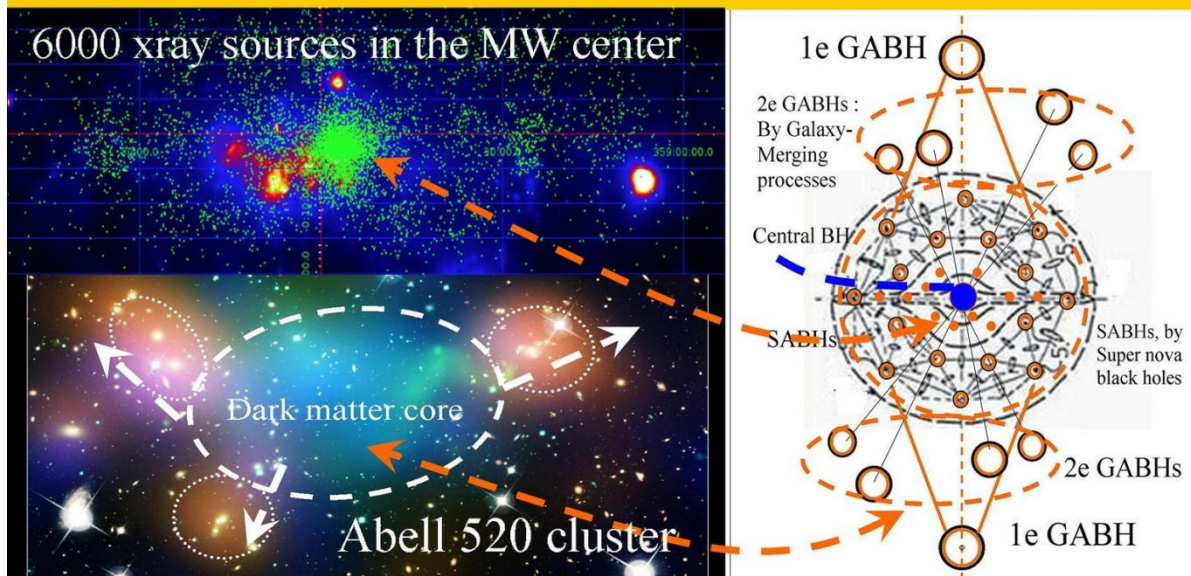 6000 xray sources in the MW center
Dark matter core
Abell 520 cluster
1e GABH
2e GABHs :
By Galaxy-
Merging
processes
Central BH
SABHs
SABHs, by
Super nova
black holes
2e GABHs
1e GABH